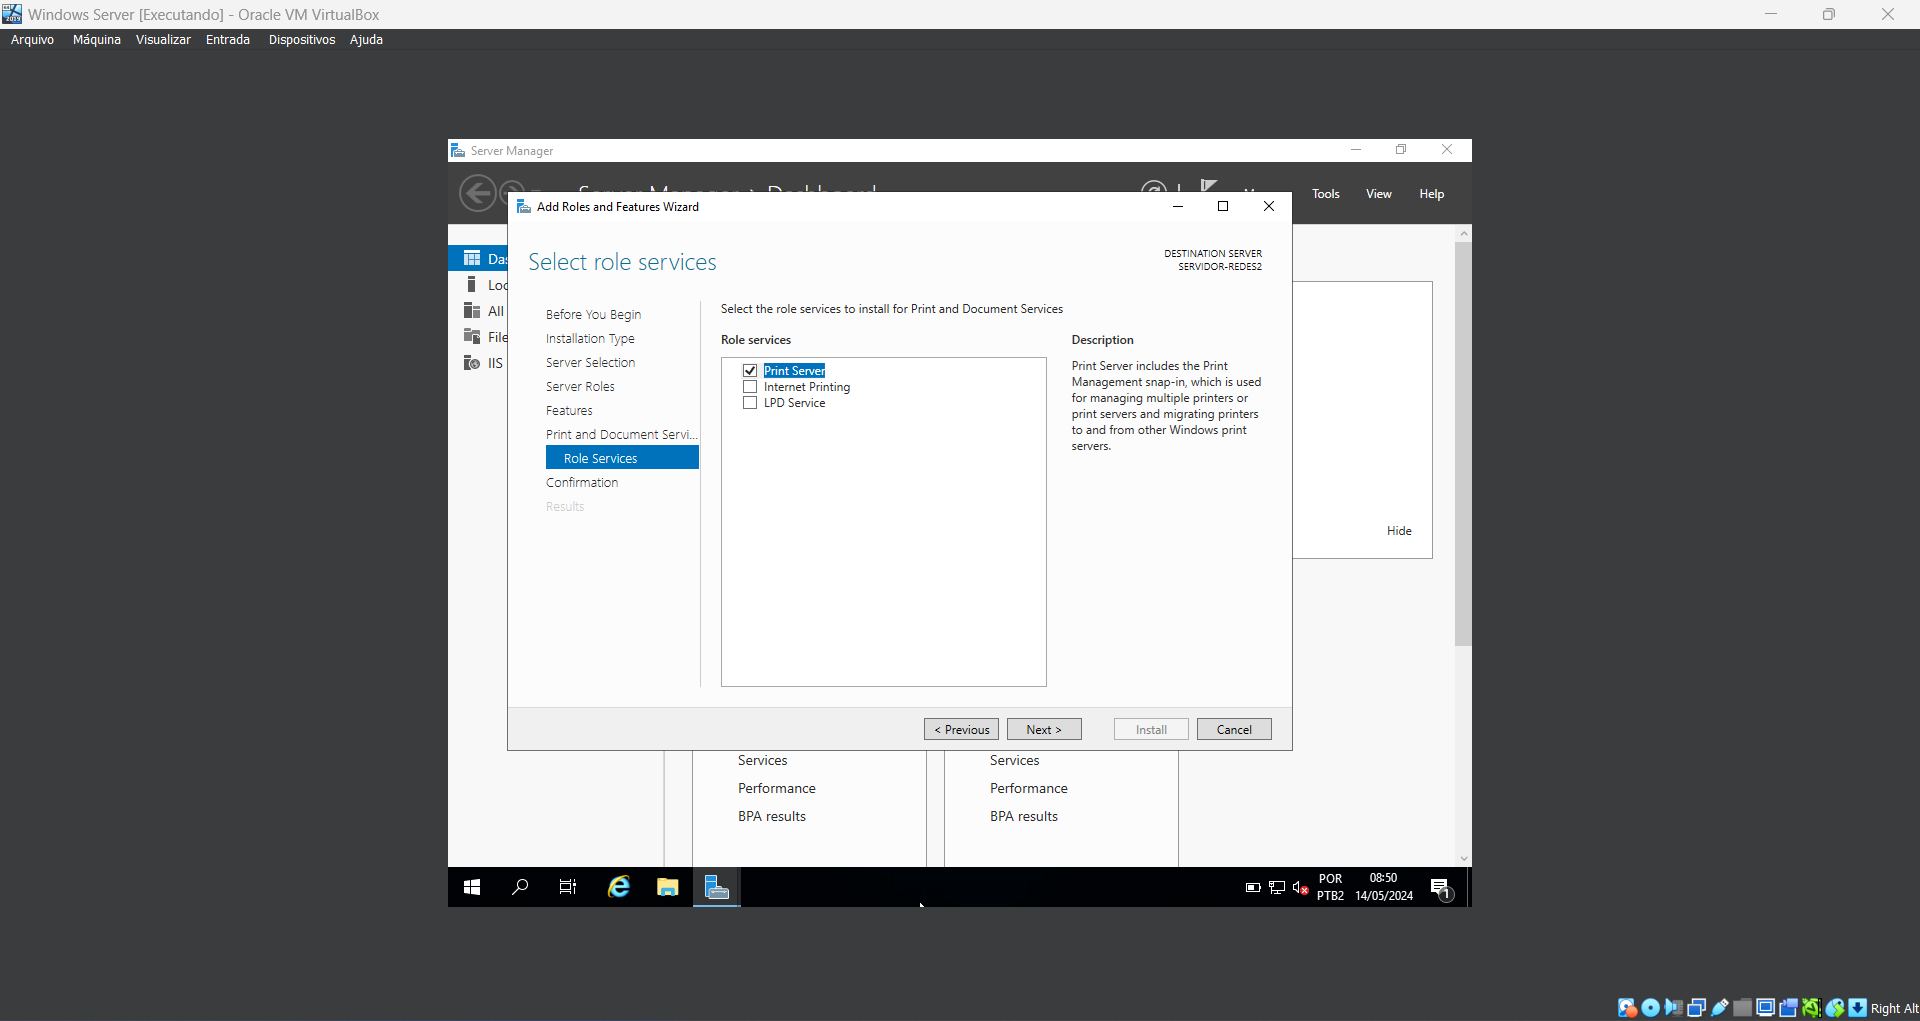 Windows Server [Executando] - Oracle VM VirtualBox
Arquivo Máquina Visualizar Entrada Dispositivos Ajuda
Server Manager
Server Manager Dashboard
Tools View Help
Add Roles and Features Wizard
Select role services
DESTINATION SERVER
SERVIDOR-REDES2
Das
Loc
All
File
IIS
Before You Begin
Installation Type
Server Selection
Server Roles
Features
Print and Document Servi...
Role Services
Confirmation
Results
Select the role services to install for Print and Document Services
Role services
Print Server
Internet Printing
LPD Service
Description
Print Server includes the Print
Management snap-in, which is used
for managing multiple printers or
print servers and migrating printers
to and from other Windows print
servers.
Hide
< Previous
Next >
Install
Cancel
Services
Performance
BPA results
Services
Performance
BPA results
POR
PTB2
08:50
14/05/2024
1
Right Alt